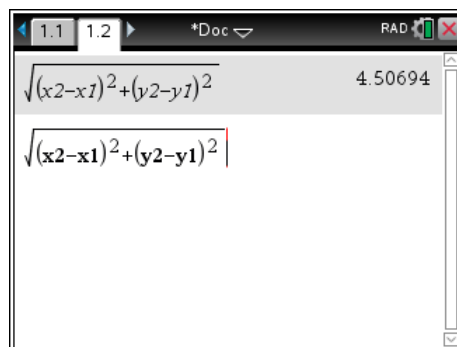 1.1 1.2 *Doc RAD
√(x2-x1)²+(y2-y1)² 4.50694
√(x2-x1)²+(y2-y1)²